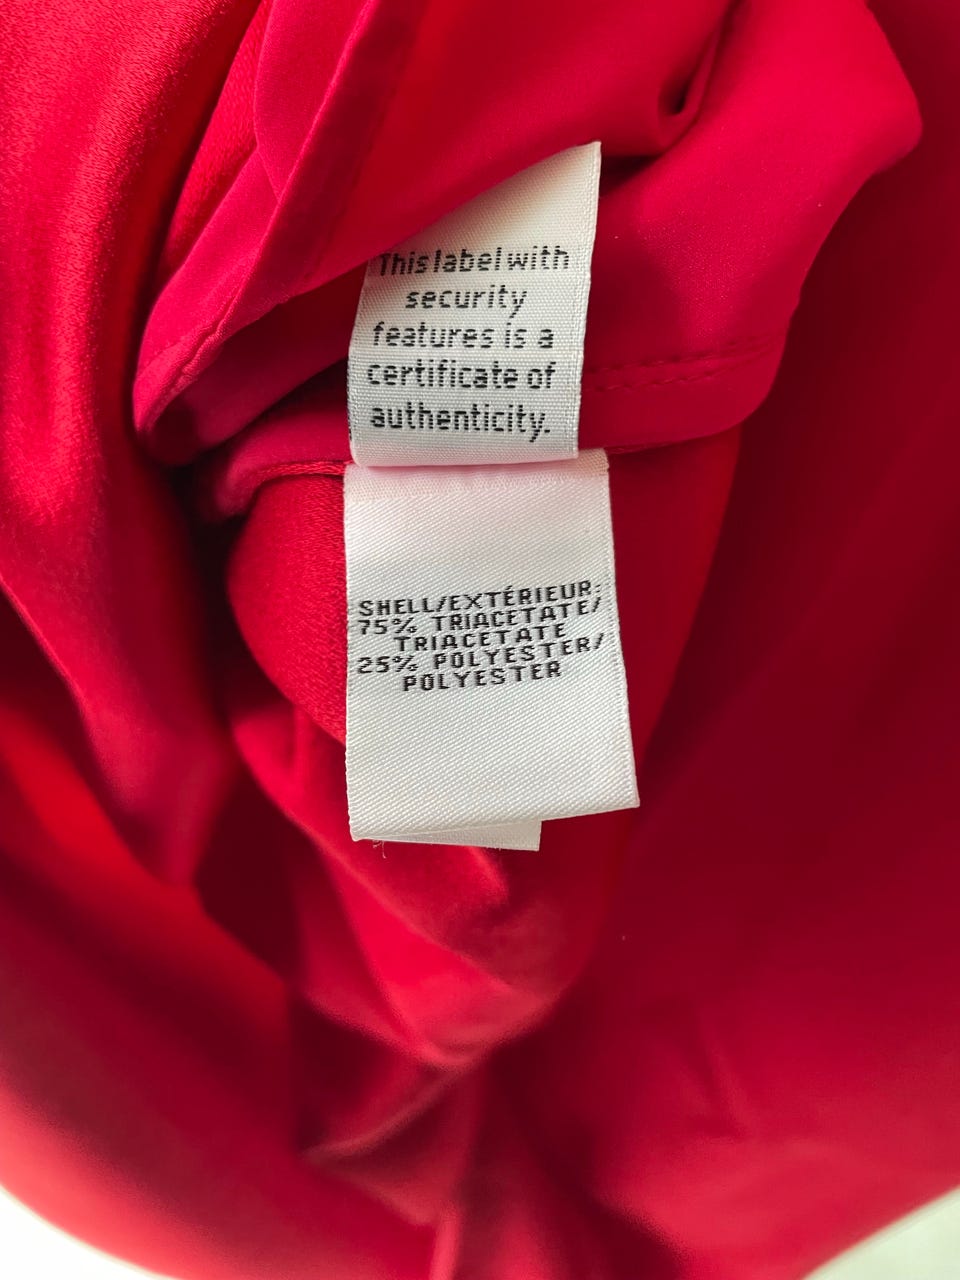 This label with
security
features is a
certificate of
authenticity.
SHELL/EXTÉRIEUR:
75% TRIACETATE/
TRIACETATE
25% POLYESTER/
POLYESTER